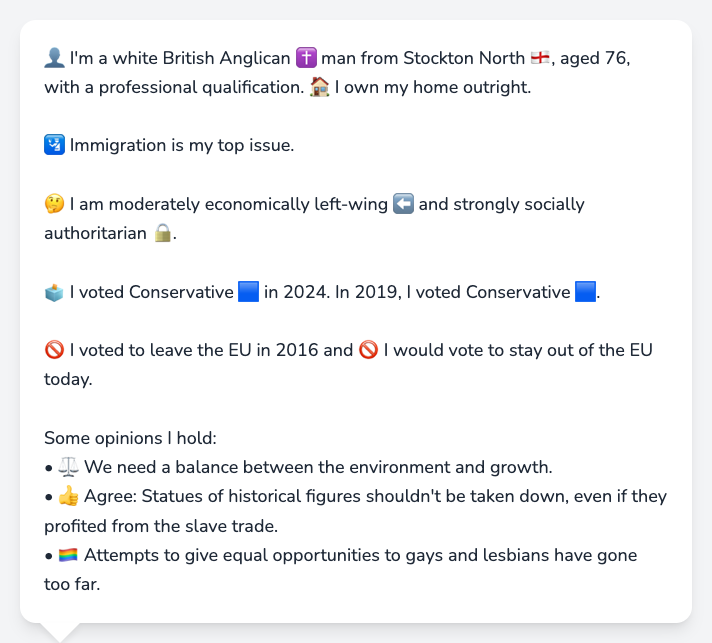 👤 I'm a white British Anglican ✝️ man from Stockton North 🏴󠁧󠁢󠁥󠁮󠁧󠁿, aged 76,
with a professional qualification. 🏠 I own my home outright.
🛂 Immigration is my top issue.
🤔 I am moderately economically left-wing ⬅️ and strongly socially
authoritarian 🔒.
🗳️ I voted Conservative 🟦 in 2024. In 2019, I voted Conservative 🟦.
🚫 I voted to leave the EU in 2016 and 🚫 I would vote to stay out of the EU
today.
Some opinions I hold:
• ⚖️ We need a balance between the environment and growth.
• 👍 Agree: Statues of historical figures shouldn't be taken down, even if they
profited from the slave trade.
• 🏳️‍🌈 Attempts to give equal opportunities to gays and lesbians have gone
too far.